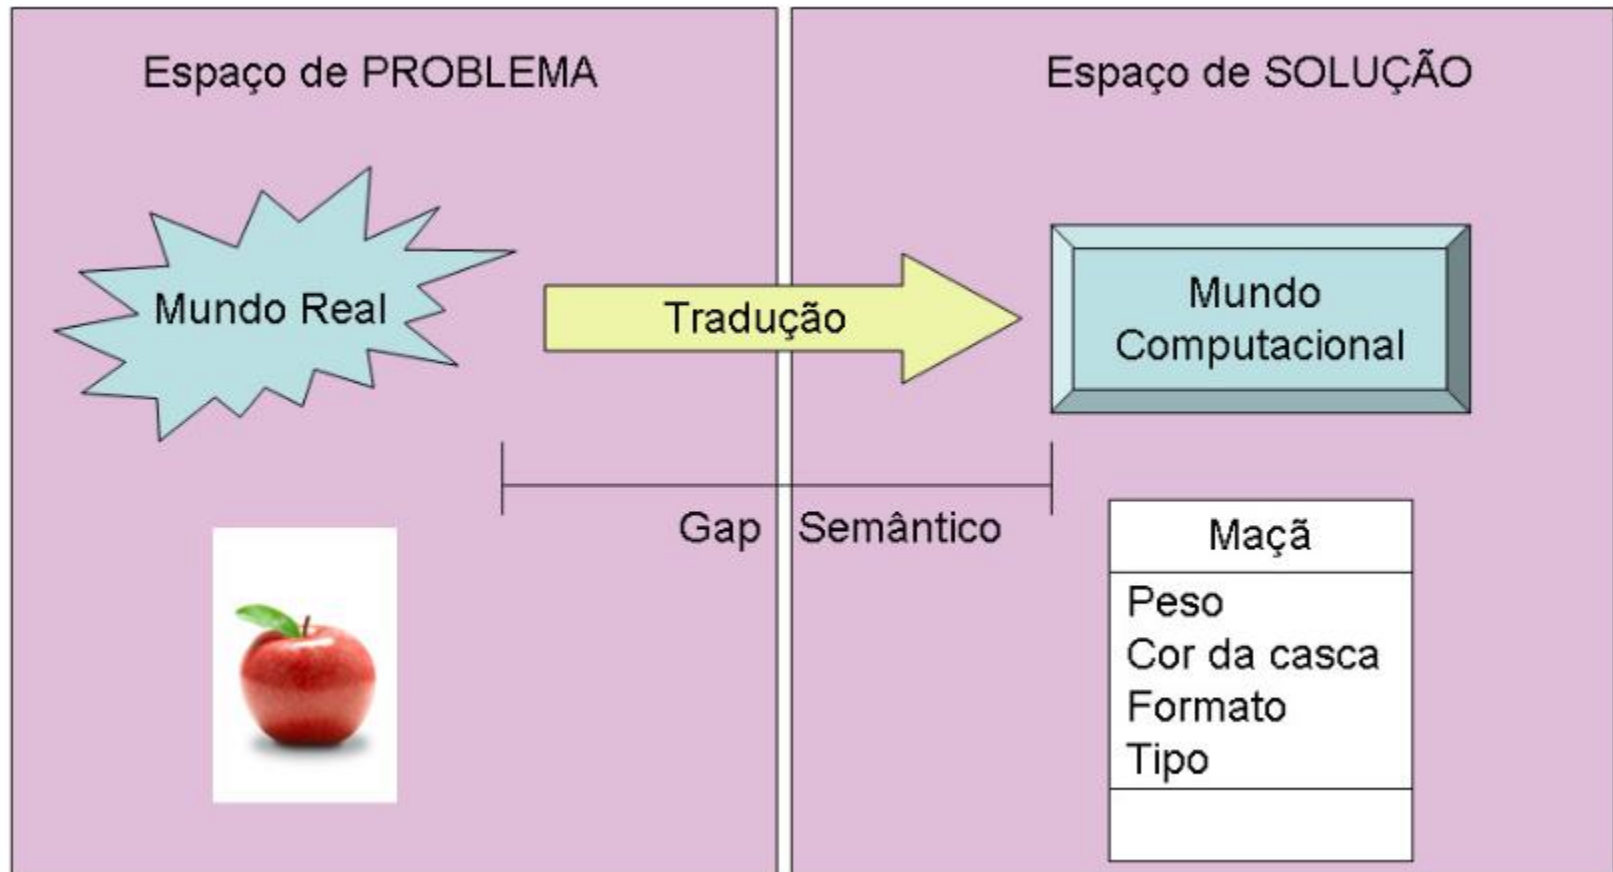 Espaço de PROBLEMA
Espaço de SOLUÇÃO
Mundo Real
Tradução
Mundo
Computacional
Gap Semântico
Maçã
Peso
Cor da casca
Formato
Tipo